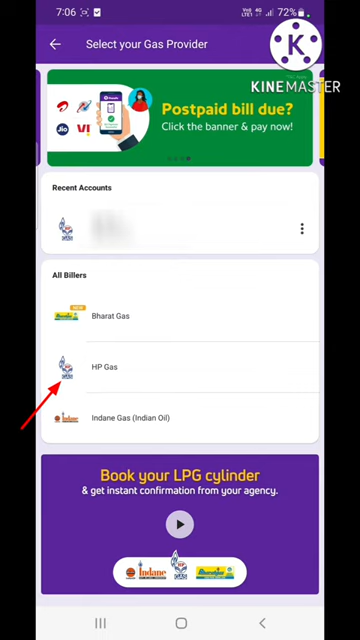 7:06
72%
Select your Gas Provider
K
KINEMASTER
Postpaid bill due?
Click the banner & pay now!
Jio
Recent Accounts
All Billers
NEW
Bharat Gas
HP Gas
Indane Gas (Indian Oil)
Book your LPG cylinder
& get instant confirmation from your agency.
INDANE